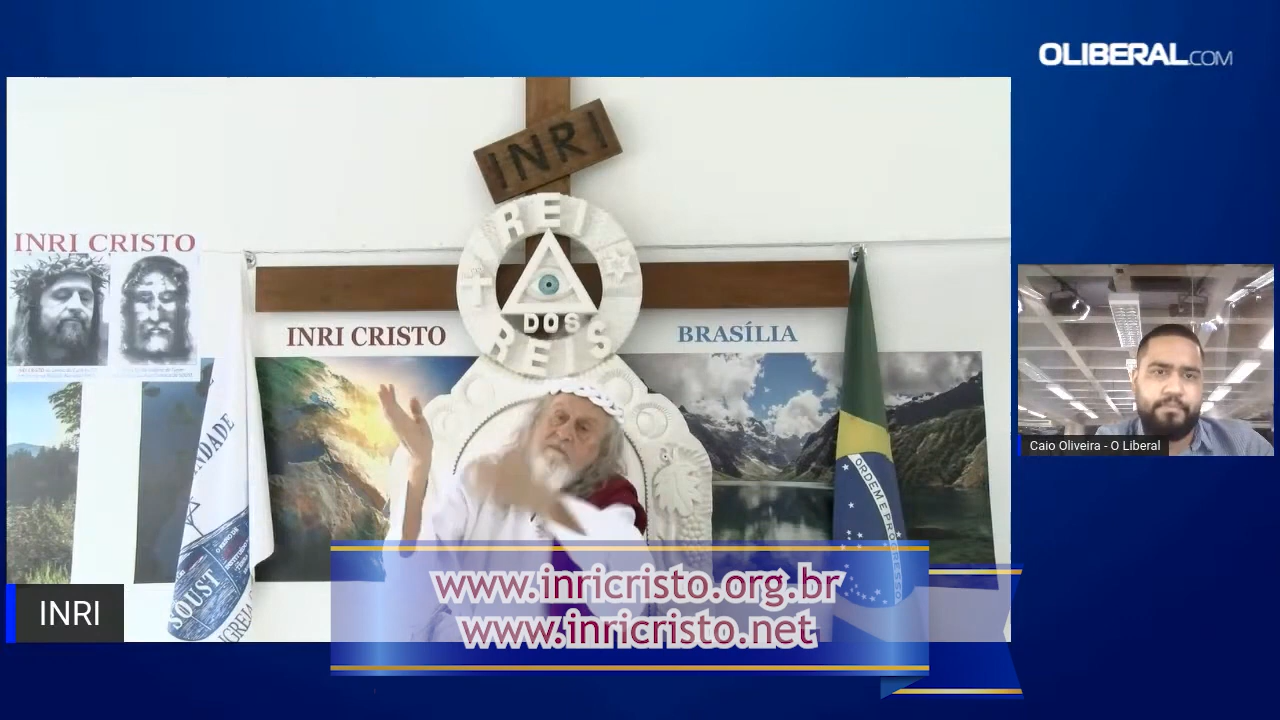 OLIBERAL.COM
INRI
REI
DOS
REIS
INRI CRISTO
INRI CRISTO
BRASÍLIA
ORDEM E PROGRESSO
SOUST
Caio Oliveira - O Liberal
INRI
www.inricristo.org.br
www.inricristo.net